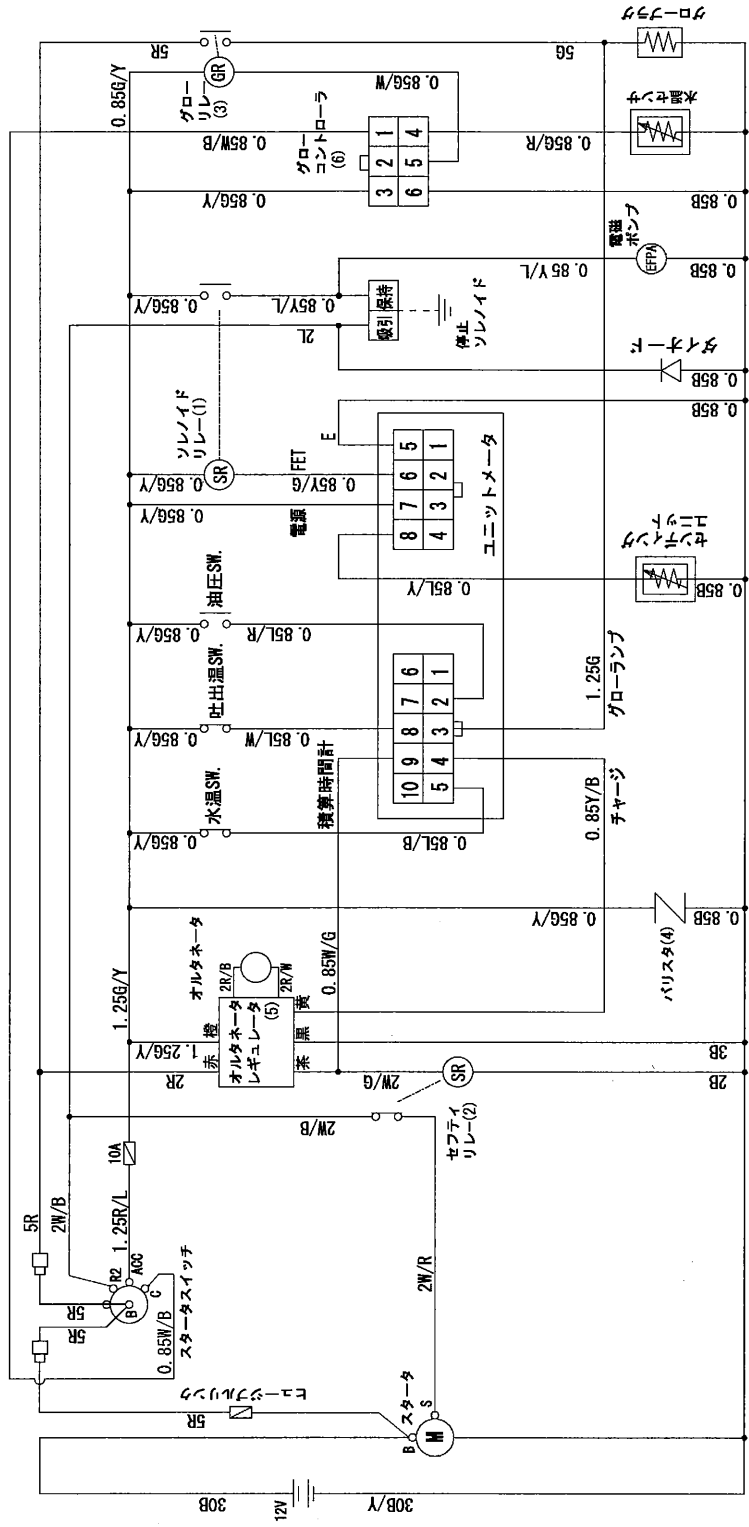 グロープラグ
5R
5G
0.85G/Y
グロー
リレー
(3)
GR
0.85G/W
0.85W/B
グロー
コントローラ
(6)
1
4
2
5
3
6
0.85G/R
水温センサ
0.85G/Y
0.85B
電磁
ポンプ
EFPA
0.85B
0.85Y/L
0.85G/Y
0.85Y/L
保持
吸引
2L
停止
ソレノイド
ダイオード
0.85B
0.85B
ソレノイド
リレー(1)
SR
0.85G/Y
FET
0.85Y/G
E
0.85G/Y
電源
5
1
6
2
7
3
8
4
ユニットメータ
0.85L/Y
センディング
ユニット
0.85B
油圧SW.
0.85G/Y
0.85L/R
吐出温SW.
0.85G/Y
0.85L/W
6
1
7
2
8
3
9
4
10
5
1.25G
グローランプ
積算時間計
水温SW.
0.85G/Y
0.85L/B
0.85Y/B
チャージ
0.85G/Y
0.85B
バリスタ(4)
1.25G/Y
オルタネータ
2R/B
2R/W
0.85W/G
橙
1.25G/Y
赤
オルタネータ
レギュレータ
(5)
黄
黒
茶
2R
3B
2W/G
SR
2B
2W/B
セフティ
リレー(2)
10A
5R
2W/B
1.25R/L
R2
ACC
B
C
5R
5R
0.85W/B
スタータスイッチ
2W/R
ヒュージブルリンク
5R
スタータ
B
S
M
30B
12V
30B/Y